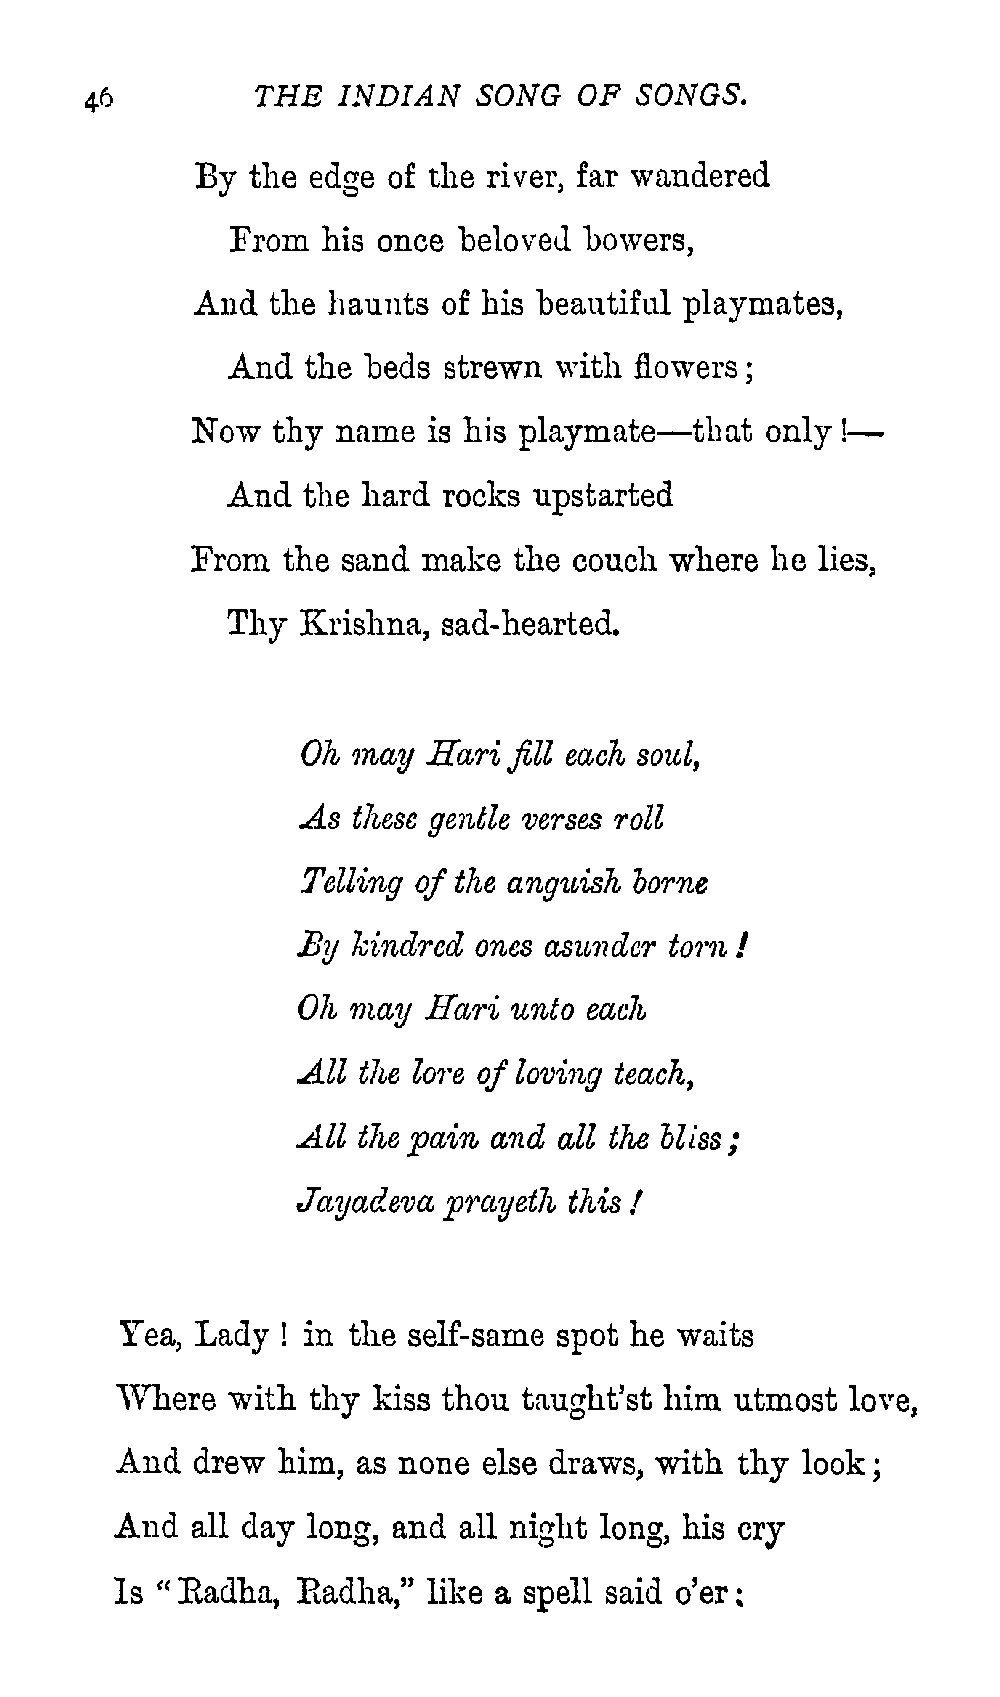 46 THE INDIAN SONG OF SONGS.
By the edge of the river, far wandered
From his once beloved bowers,
And the haunts of his beautiful playmates,
And the beds strewn with flowers;
Now thy name is his playmate—that only!—
And the hard rocks upstarted
From the sand make the couch where he lies,
Thy Krishna, sad-hearted.
Oh may Hari fill each soul,
As these gentle verses roll
Telling of the anguish borne
By kindred ones asunder torn!
Oh may Hari unto each
All the lore of loving teach,
All the pain and all the bliss;
Jayadeva prayeth this!
Yea, Lady! in the self-same spot he waits
Where with thy kiss thou taught'st him utmost love,
And drew him, as none else draws, with thy look;
And all day long, and all night long, his cry
Is "Radha, Radha," like a spell said o'er: